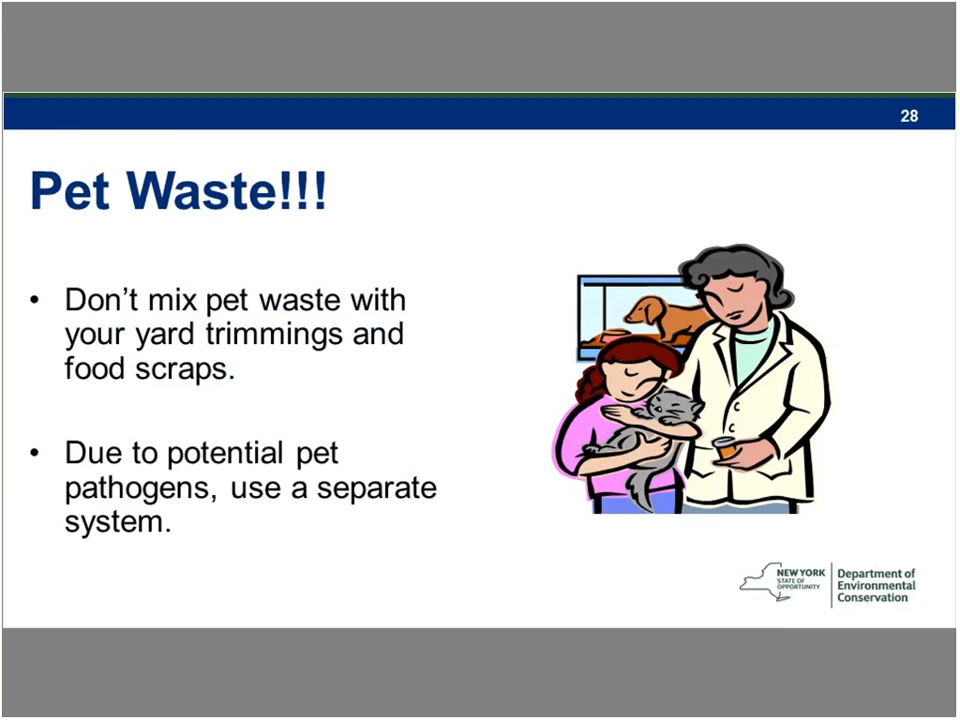 28
Pet Waste!!!
• Don’t mix pet waste with
your yard trimmings and
food scraps.
• Due to potential pet
pathogens, use a separate
system.
NEW YORK
STATE OF
OPPORTUNITY
Department of
Environmental
Conservation